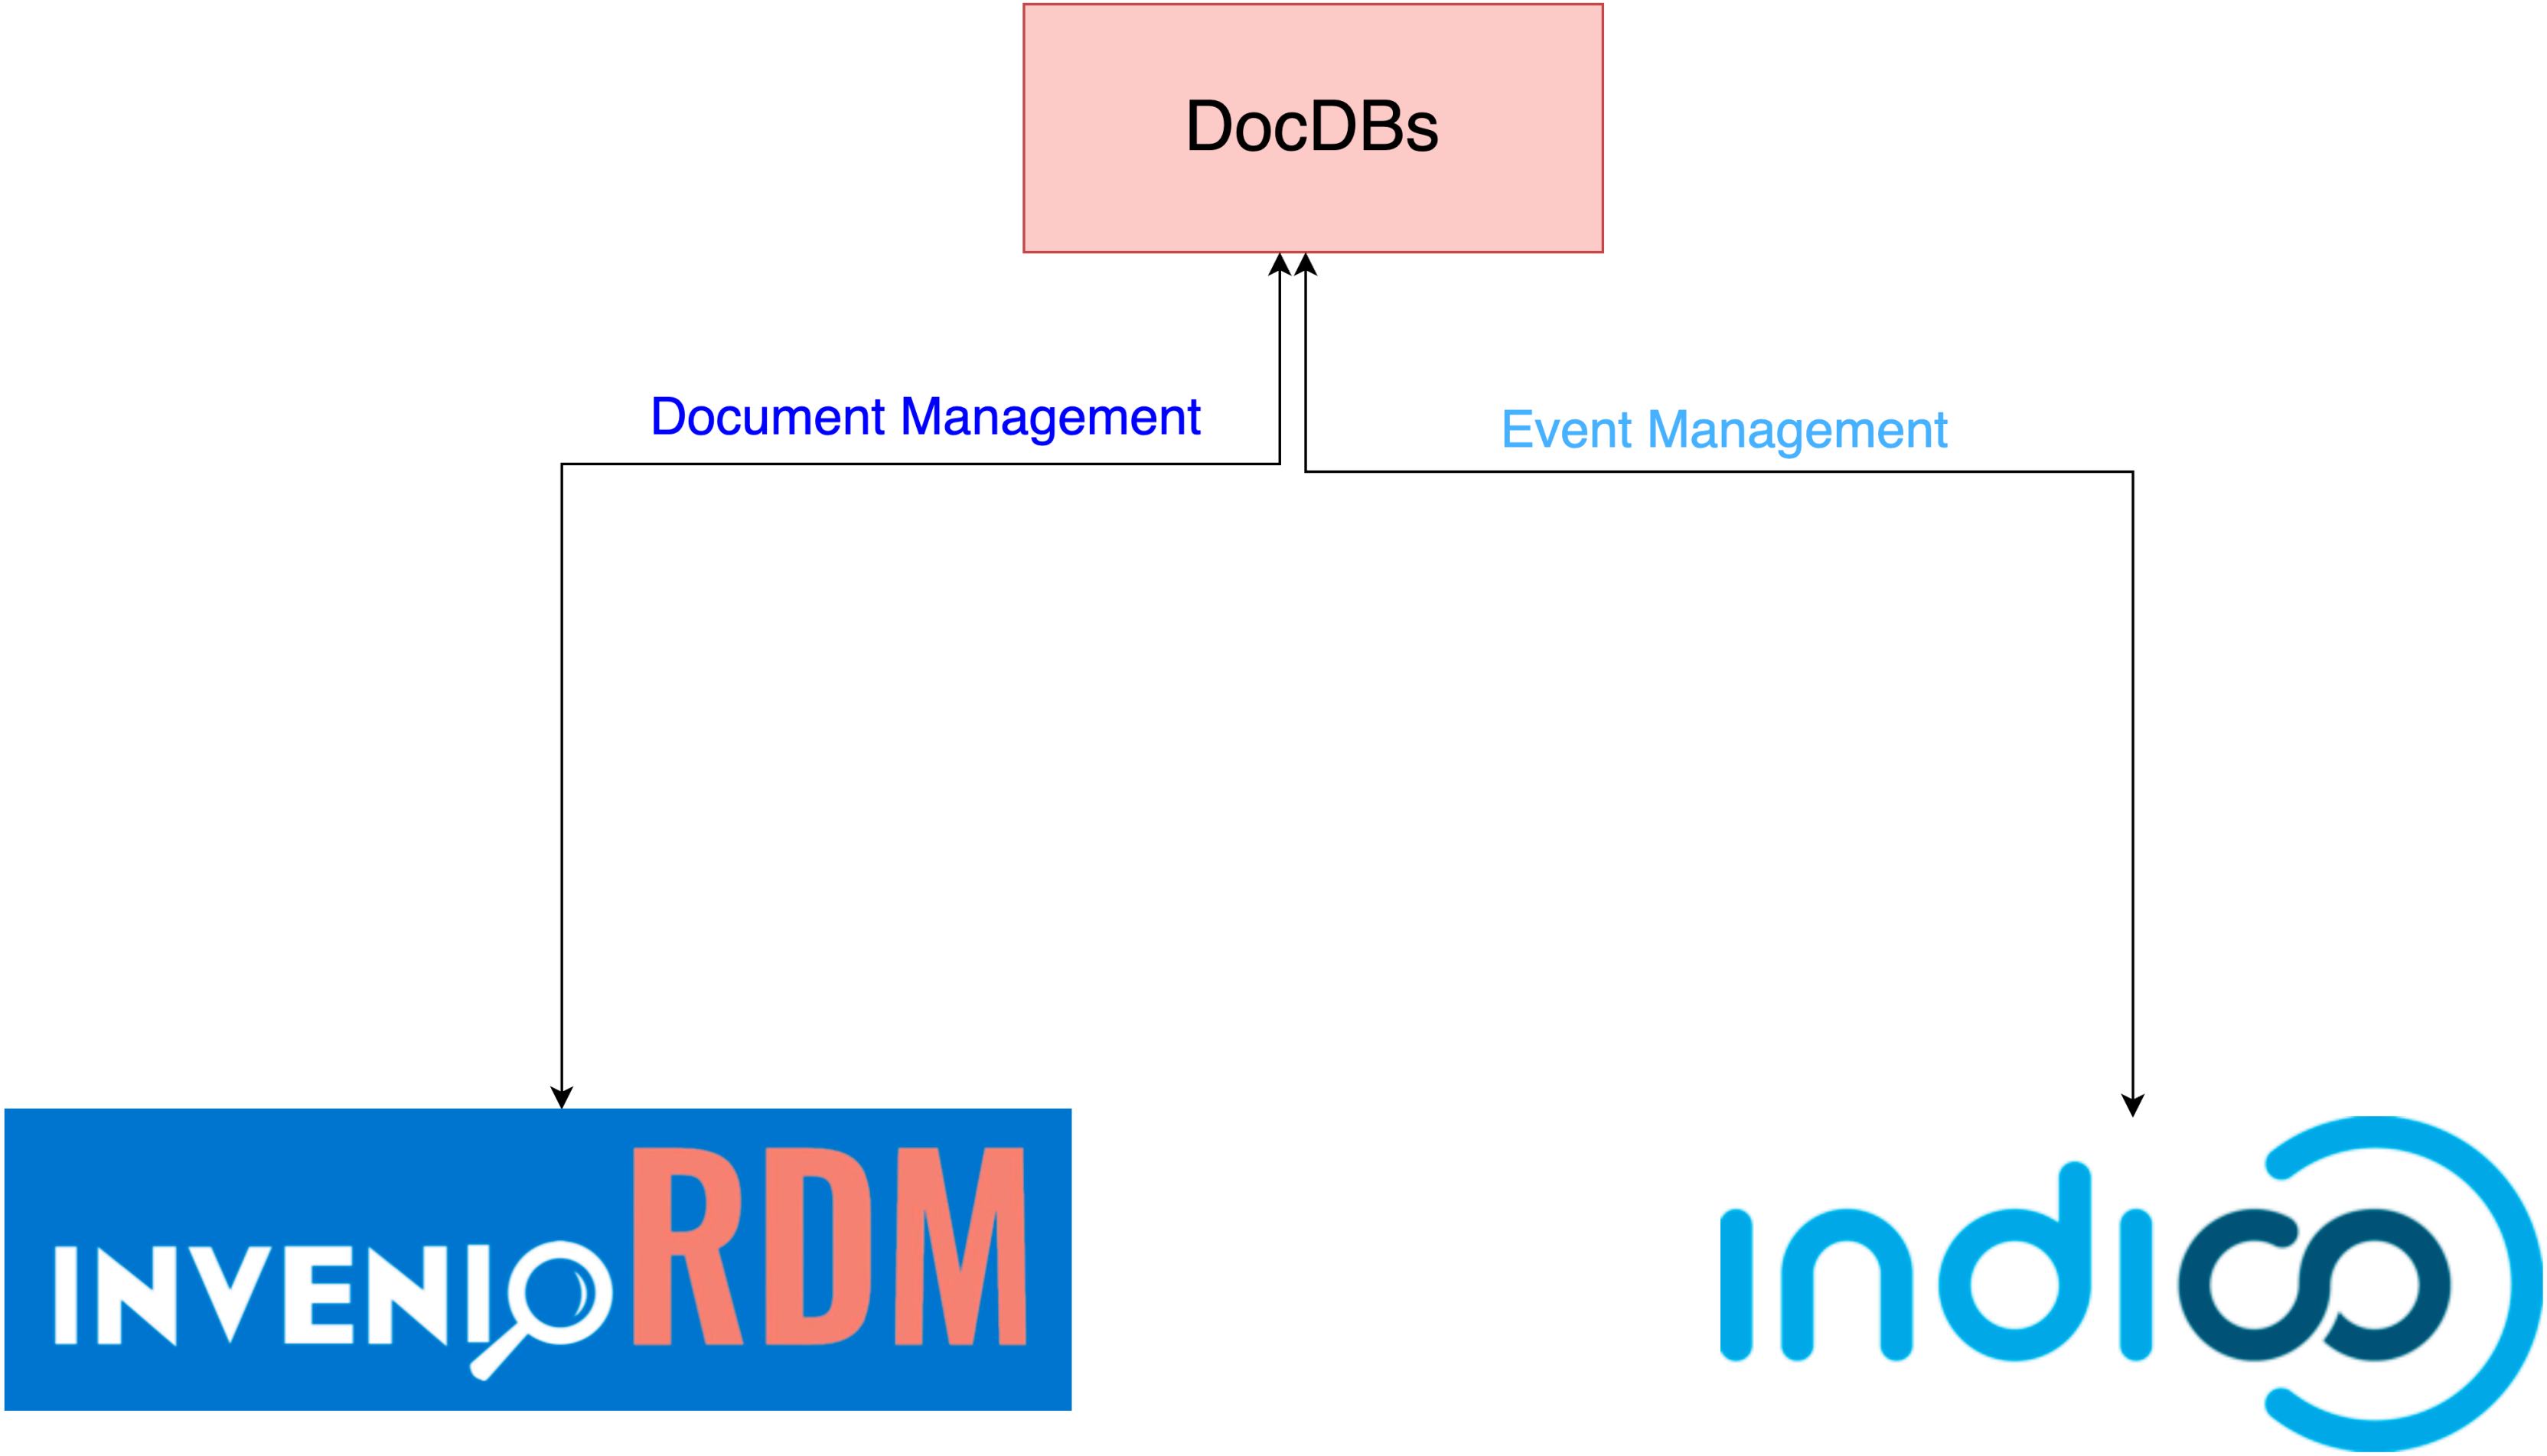 DocDBs
Document Management
Event Management
INVENIO RDM
indico